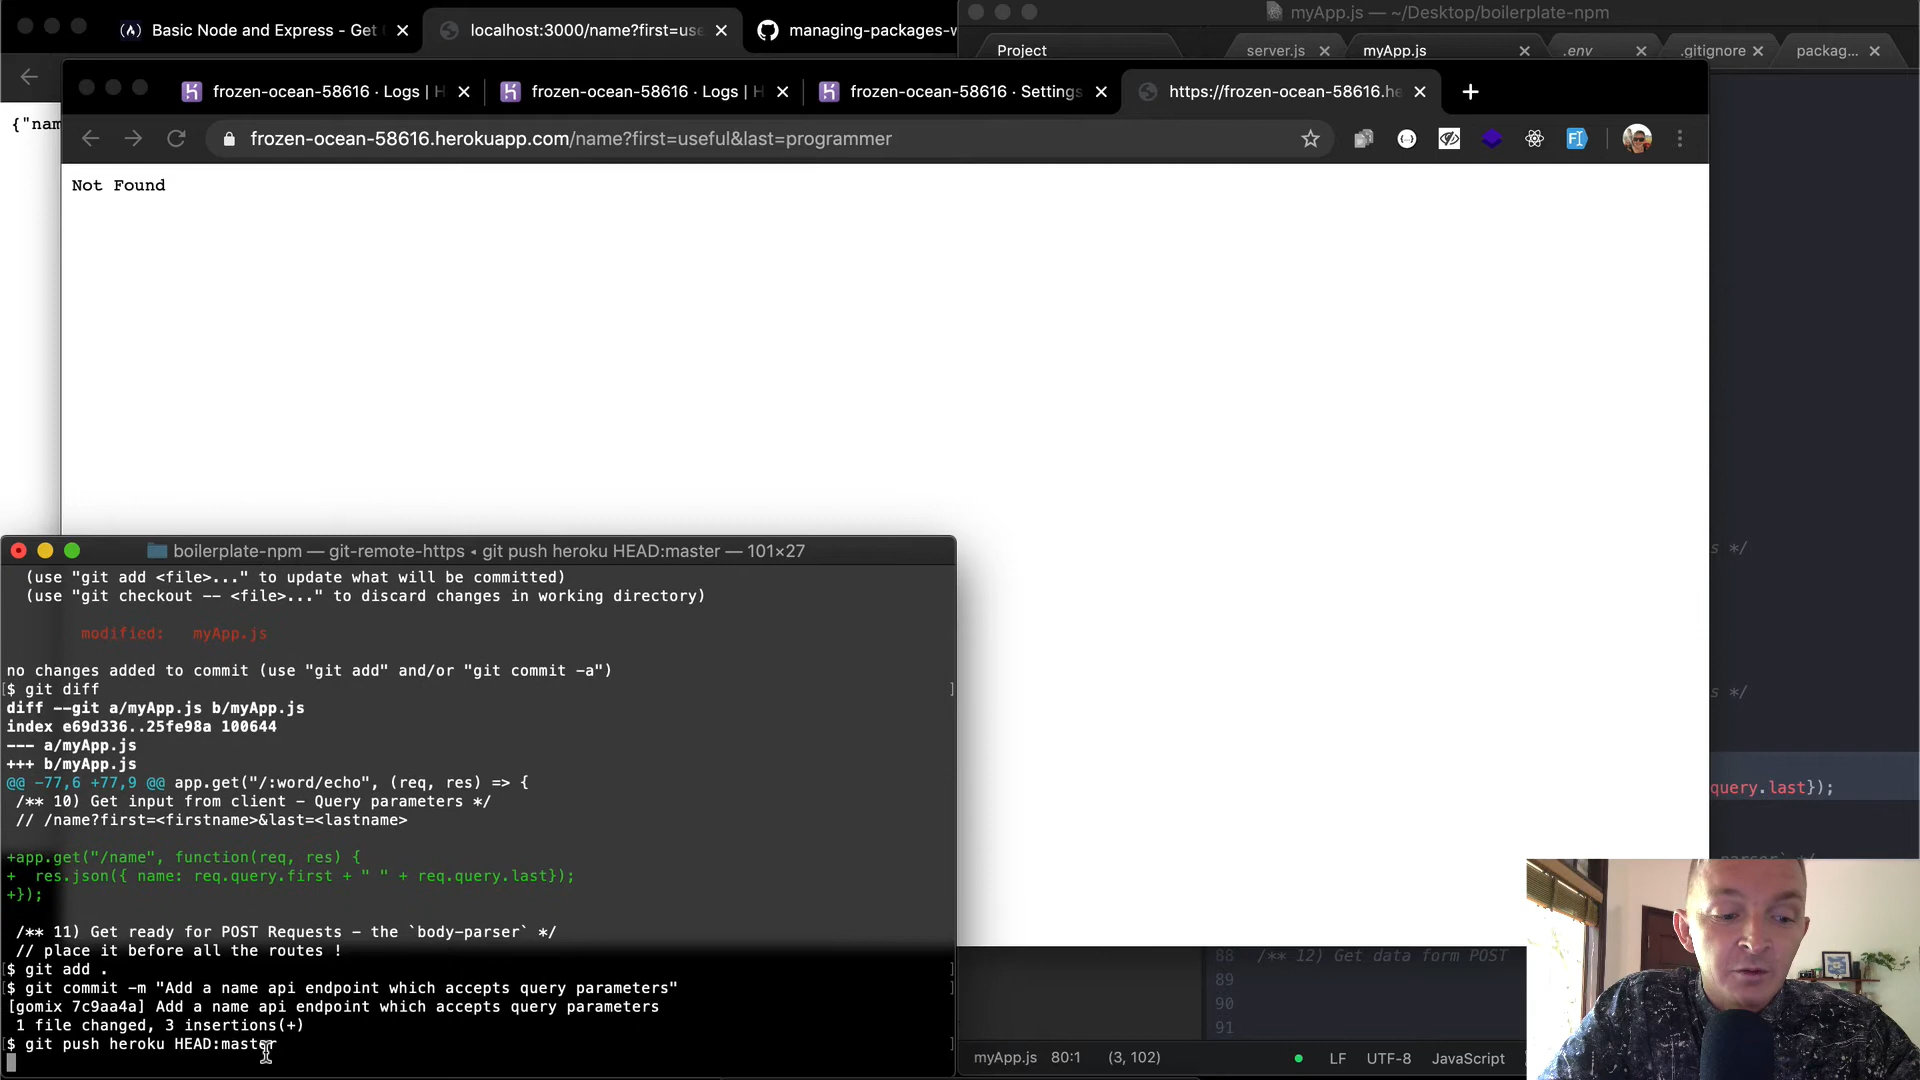 Basic Node and Express - Get
localhost:3000/name?first=use
managing-packages-w
myApp.js — ~/Desktop/boilerplate-npm
Project
server.js
myApp.js
.env
.gitignore
packag...
frozen-ocean-58616 · Logs | H
frozen-ocean-58616 · Logs | H
frozen-ocean-58616 · Settings
https://frozen-ocean-58616.he
frozen-ocean-58616.herokuapp.com/name?first=useful&last=programmer
{"nam
Not Found
s */
s */
query.last});
boilerplate-npm — git-remote-https ◂ git push heroku HEAD:master — 101×27
(use "git add <file>..." to update what will be committed)
(use "git checkout -- <file>..." to discard changes in working directory)
modified:   myApp.js
no changes added to commit (use "git add" and/or "git commit -a")
[$ git diff ]
diff --git a/myApp.js b/myApp.js
index e69d336..25fe98a 100644
--- a/myApp.js
+++ b/myApp.js
@@ -77,6 +77,9 @@ app.get("/:word/echo", (req, res) => {
/** 10) Get input from client - Query parameters */
// /name?first=<firstname>&last=<lastname>
+app.get("/name", function(req, res) {
+  res.json({ name: req.query.first + " " + req.query.last});
+});
/** 11) Get ready for POST Requests - the `body-parser` */
// place it before all the routes !
[$ git add . ]
[$ git commit -m "Add a name api endpoint which accepts query parameters" ]
[gomix 7c9aa4a] Add a name api endpoint which accepts query parameters
1 file changed, 3 insertions(+)
[$ git push heroku HEAD:master ]
88 /** 12) Get data form POST
89
90
91
myApp.js 80:1 (3, 102)
LF UTF-8 JavaScript